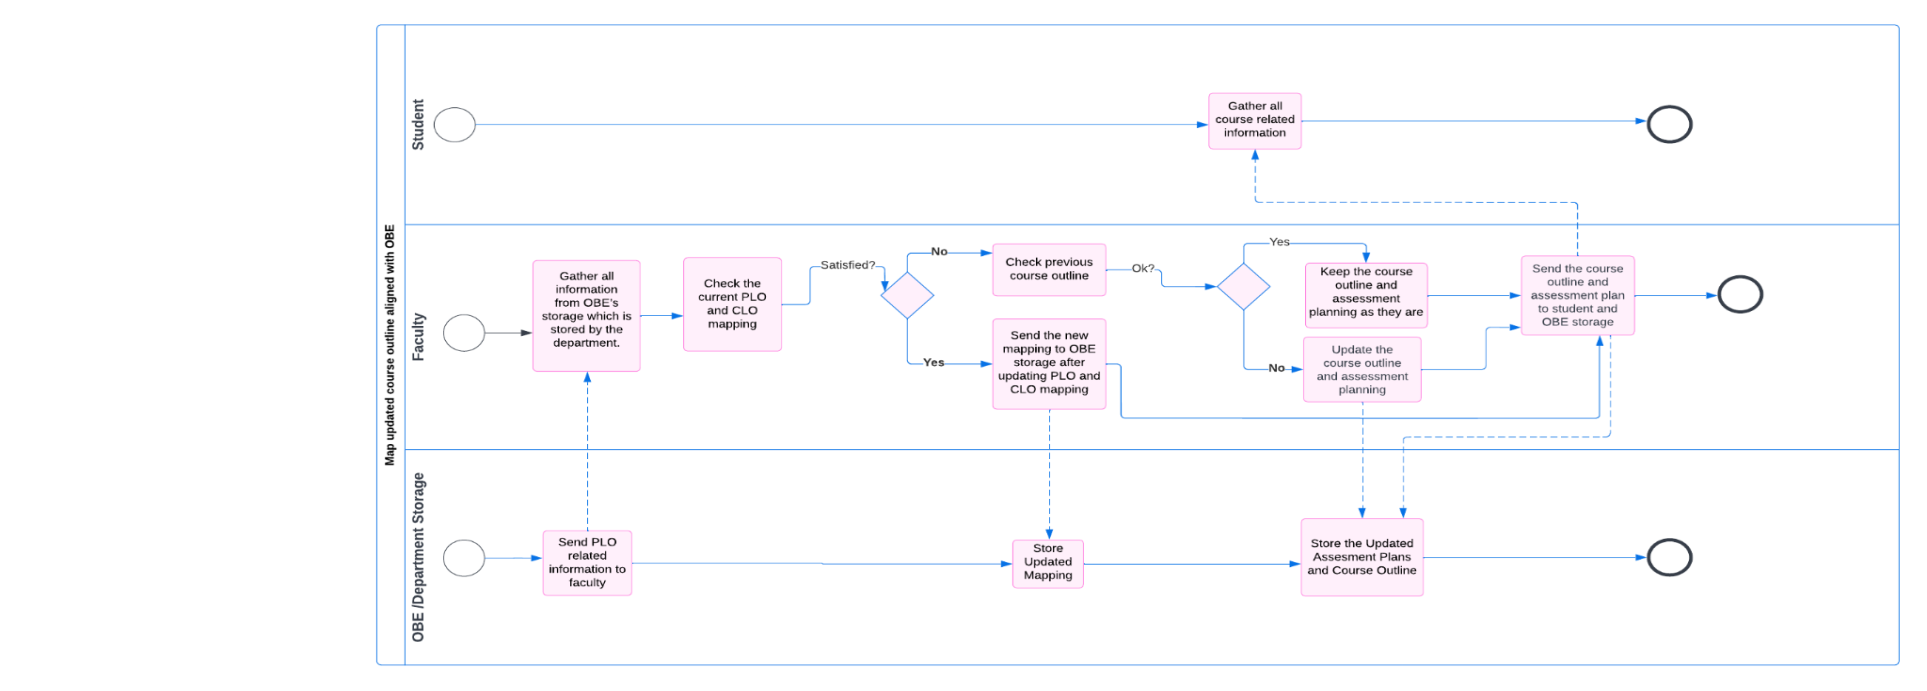 Map updated course outline aligned with OBE
Student
Gather all
course related
information
Faculty
Gather all
information
from OBE's
storage which is
stored by the
department.
Check the
current PLO
and CLO
mapping
Satisfied?
No
Yes
Check previous
course outline
Send the new
mapping to OBE
storage after
updating PLO and
CLO mapping
Ok?
Yes
No
Keep the course
outline and
assessment
planning as they are
Update the
course outline
and assessment
planning
Send the course
outline and
assessment plan
to student and
OBE storage
OBE /Department Storage
Send PLO
related
information to
faculty
Store
Updated
Mapping
Store the Updated
Assesment Plans
and Course Outline